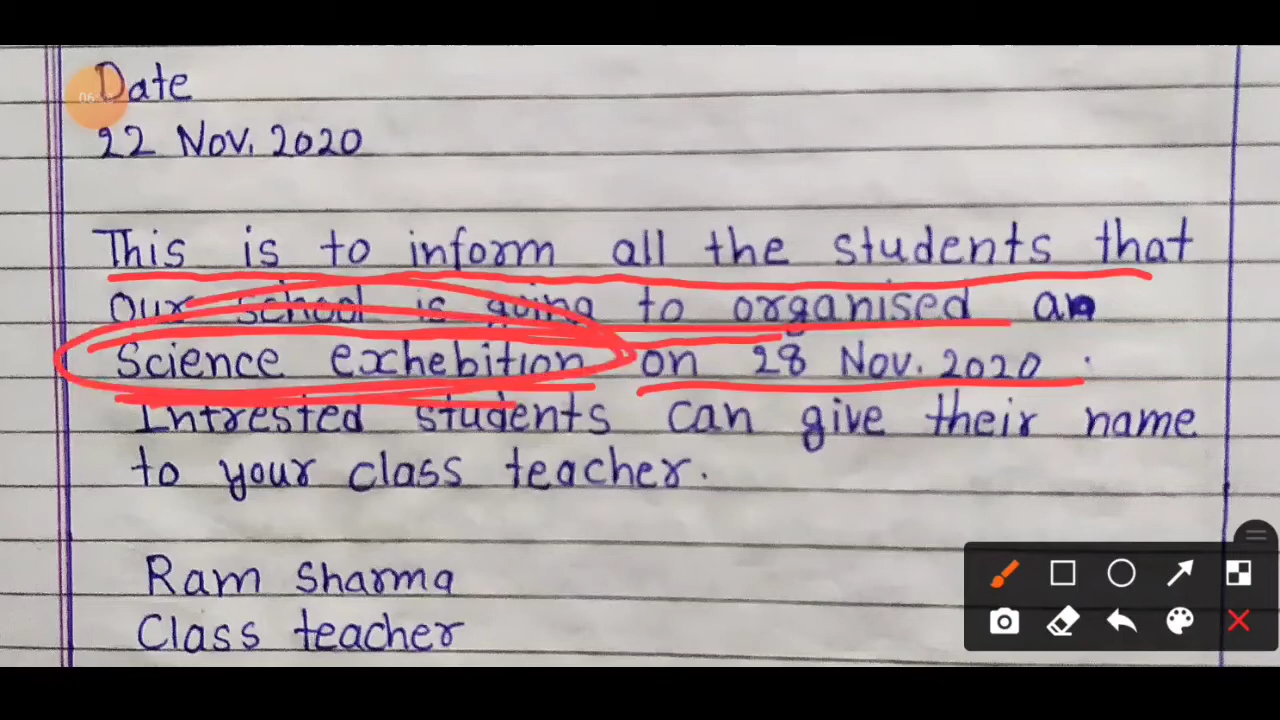 Date
22 Nov. 2020
This is to inform all the students that
our school is going to organised an
Science exhebition on 28 Nov. 2020 .
Intrested students can give their name
to your class teacher.
Ram Sharma
Class teacher